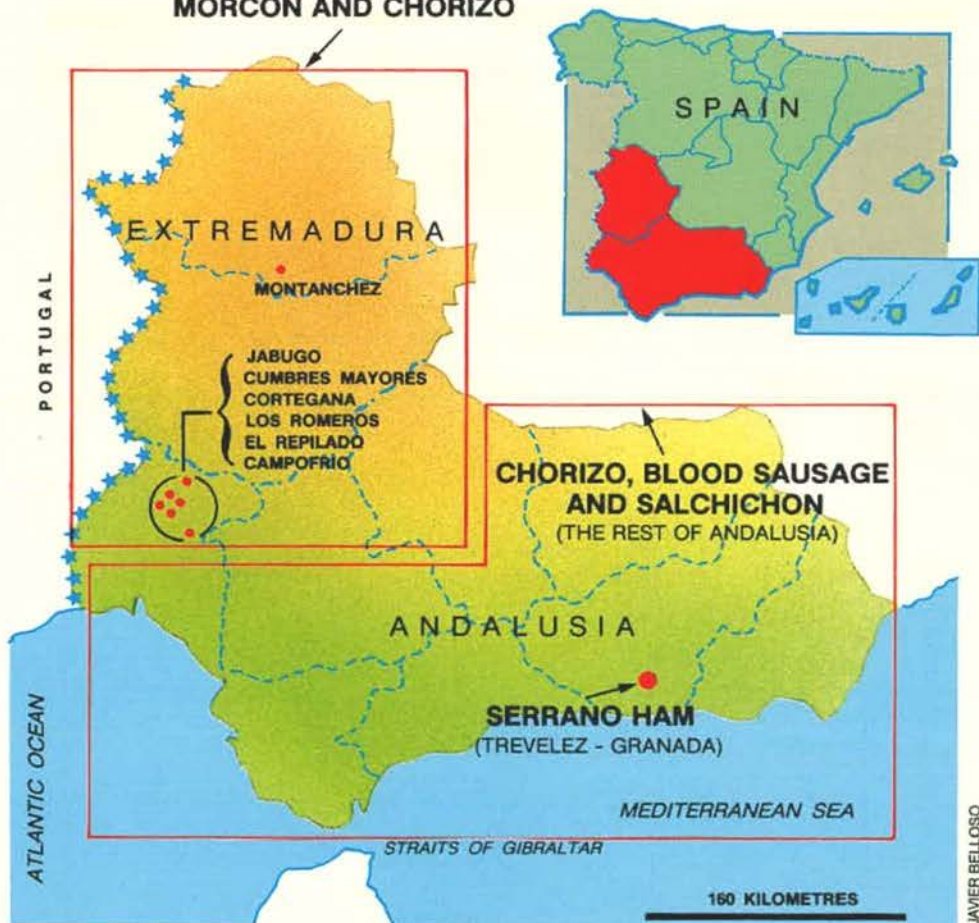 MORCON AND CHORIZO
SPAIN
EXTREMADURA
MONTANCHEZ
PORTUGAL
JABUGO
CUMBRES MAYORES
CORTEGANA
LOS ROMEROS
EL REPILADO
CAMPOFRIO
CHORIZO, BLOOD SAUSAGE
AND SALCHICHON
(THE REST OF ANDALUSIA)
ANDALUSIA
SERRANO HAM
(TREVELEZ - GRANADA)
ATLANTIC OCEAN
MEDITERRANEAN SEA
STRAITS OF GIBRALTAR
160 KILOMETRES
AVIER BELLOSO